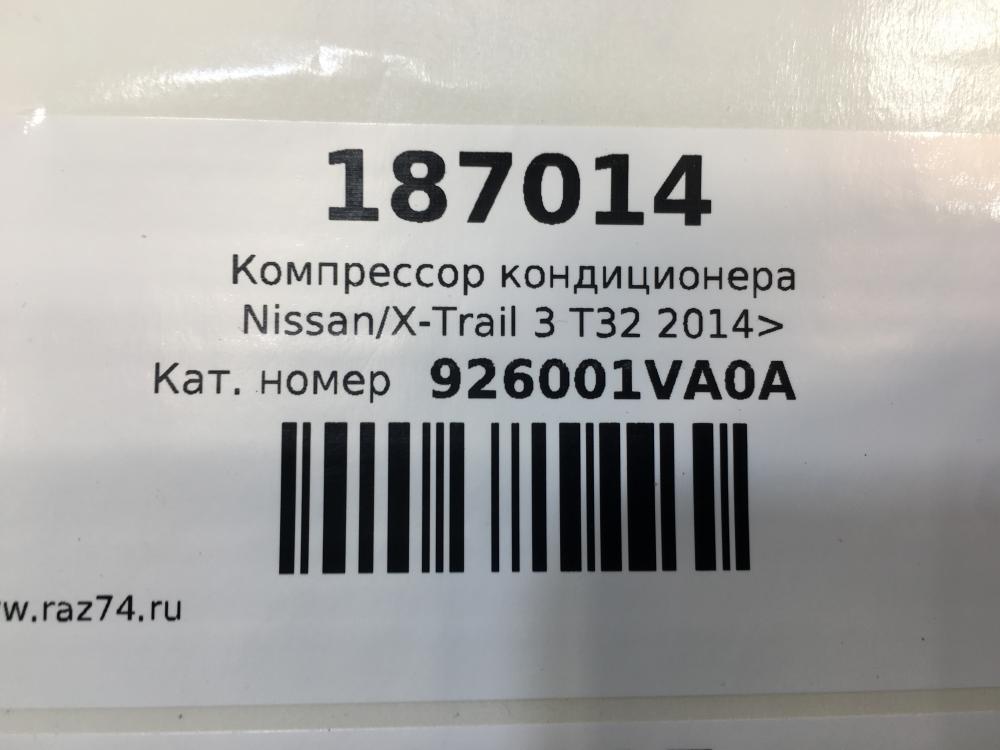 187014
Компрессор кондиционера
Nissan/X-Trail 3 T32 2014>
Кат. номер 926001VA0A
w.raz74.ru